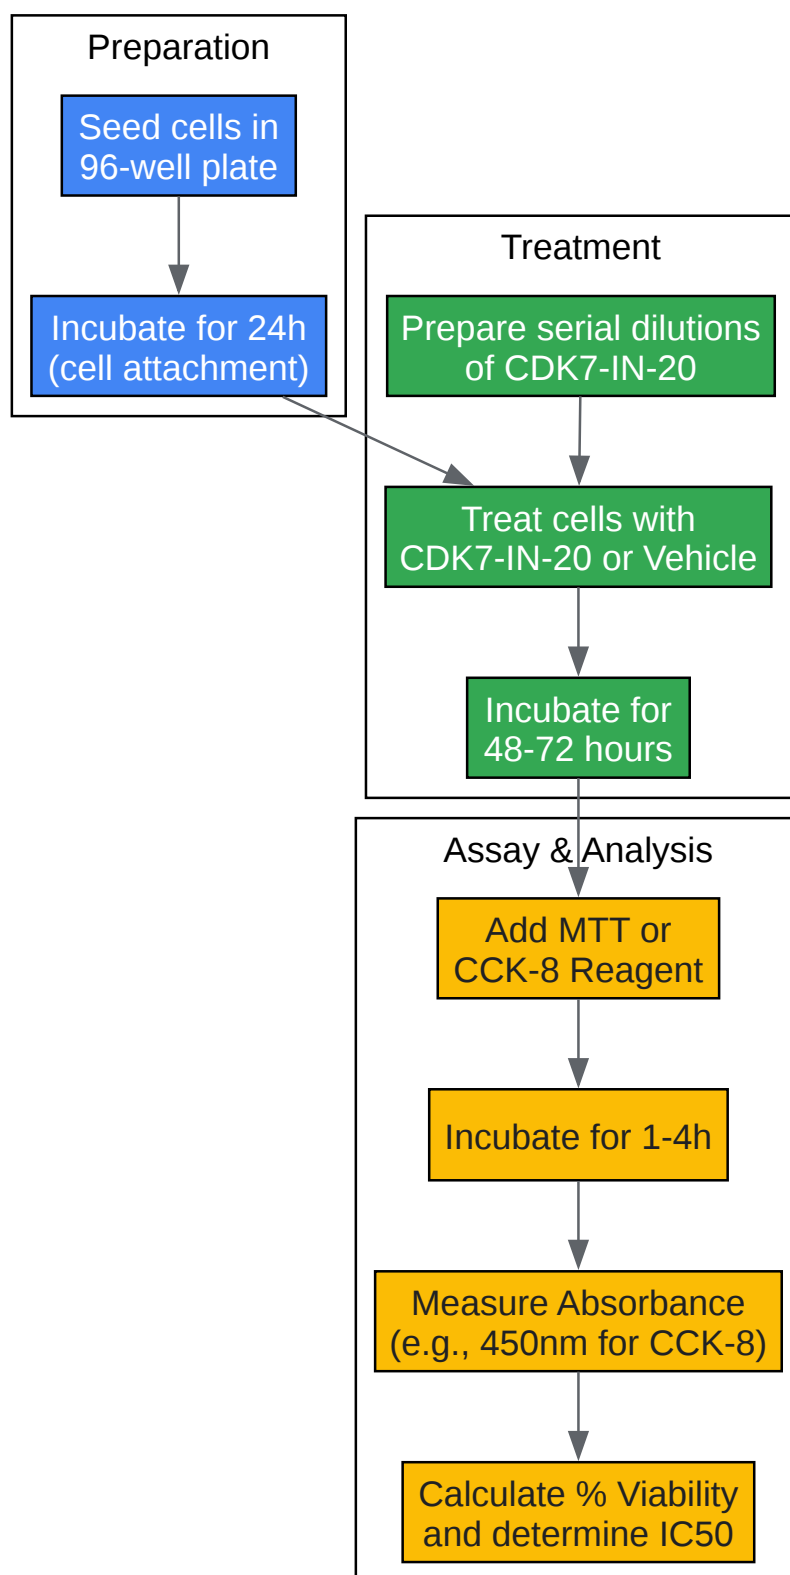 Preparation
Seed cells in
96-well plate
Incubate for 24h
(cell attachment)
Treatment
Prepare serial dilutions
of CDK7-IN-20
Treat cells with
CDK7-IN-20 or Vehicle
Incubate for
48-72 hours
Assay & Analysis
Add MTT or
CCK-8 Reagent
Incubate for 1-4h
Measure Absorbance
(e.g., 450nm for CCK-8)
Calculate % Viability
and determine IC50